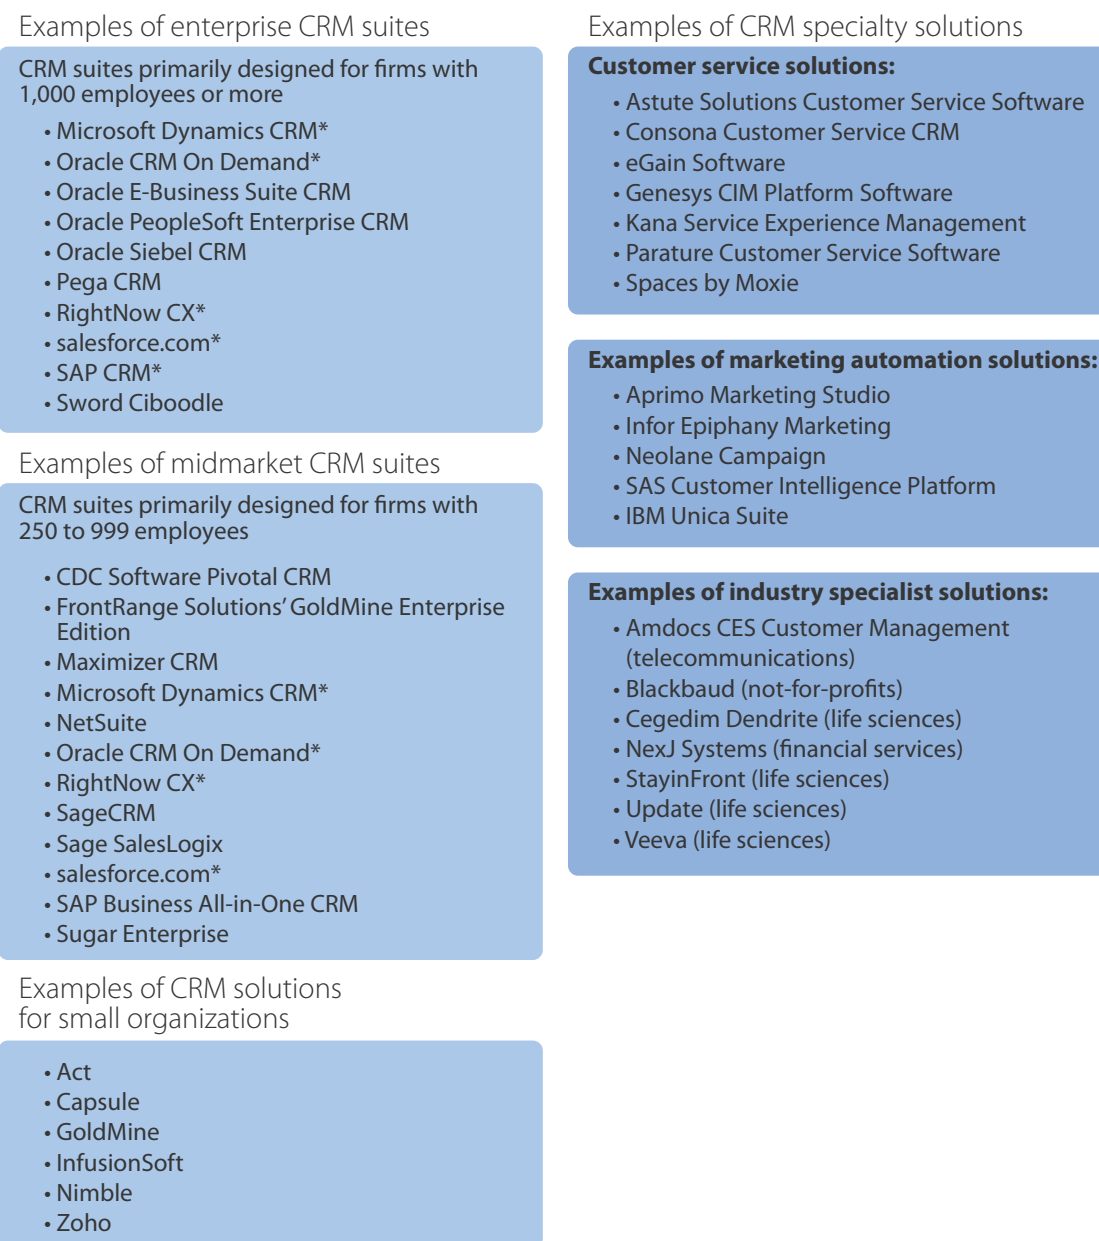 Examples of enterprise CRM suites
CRM suites primarily designed for firms with
1,000 employees or more
• Microsoft Dynamics CRM*
• Oracle CRM On Demand*
• Oracle E-Business Suite CRM
• Oracle PeopleSoft Enterprise CRM
• Oracle Siebel CRM
• Pega CRM
• RightNow CX*
• salesforce.com*
• SAP CRM*
• Sword Ciboodle
Examples of midmarket CRM suites
CRM suites primarily designed for firms with
250 to 999 employees
• CDC Software Pivotal CRM
• FrontRange Solutions’ GoldMine Enterprise
Edition
• Maximizer CRM
• Microsoft Dynamics CRM*
• NetSuite
• Oracle CRM On Demand*
• RightNow CX*
• SageCRM
• Sage SalesLogix
• salesforce.com*
• SAP Business All-in-One CRM
• Sugar Enterprise
Examples of CRM solutions
for small organizations
• Act
• Capsule
• GoldMine
• InfusionSoft
• Nimble
• Zoho
Examples of CRM specialty solutions
Customer service solutions:
• Astute Solutions Customer Service Software
• Consona Customer Service CRM
• eGain Software
• Genesys CIM Platform Software
• Kana Service Experience Management
• Parature Customer Service Software
• Spaces by Moxie
Examples of marketing automation solutions:
• Aprimo Marketing Studio
• Infor Epiphany Marketing
• Neolane Campaign
• SAS Customer Intelligence Platform
• IBM Unica Suite
Examples of industry specialist solutions:
• Amdocs CES Customer Management
(telecommunications)
• Blackbaud (not-for-profits)
• Cegedim Dendrite (life sciences)
• NexJ Systems (financial services)
• StayinFront (life sciences)
• Update (life sciences)
• Veeva (life sciences)